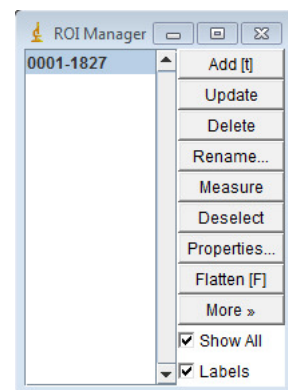 ROI Manager
0001-1827
Add [t]
Update
Delete
Rename...
Measure
Deselect
Properties...
Flatten [F]
More »
Show All
Labels